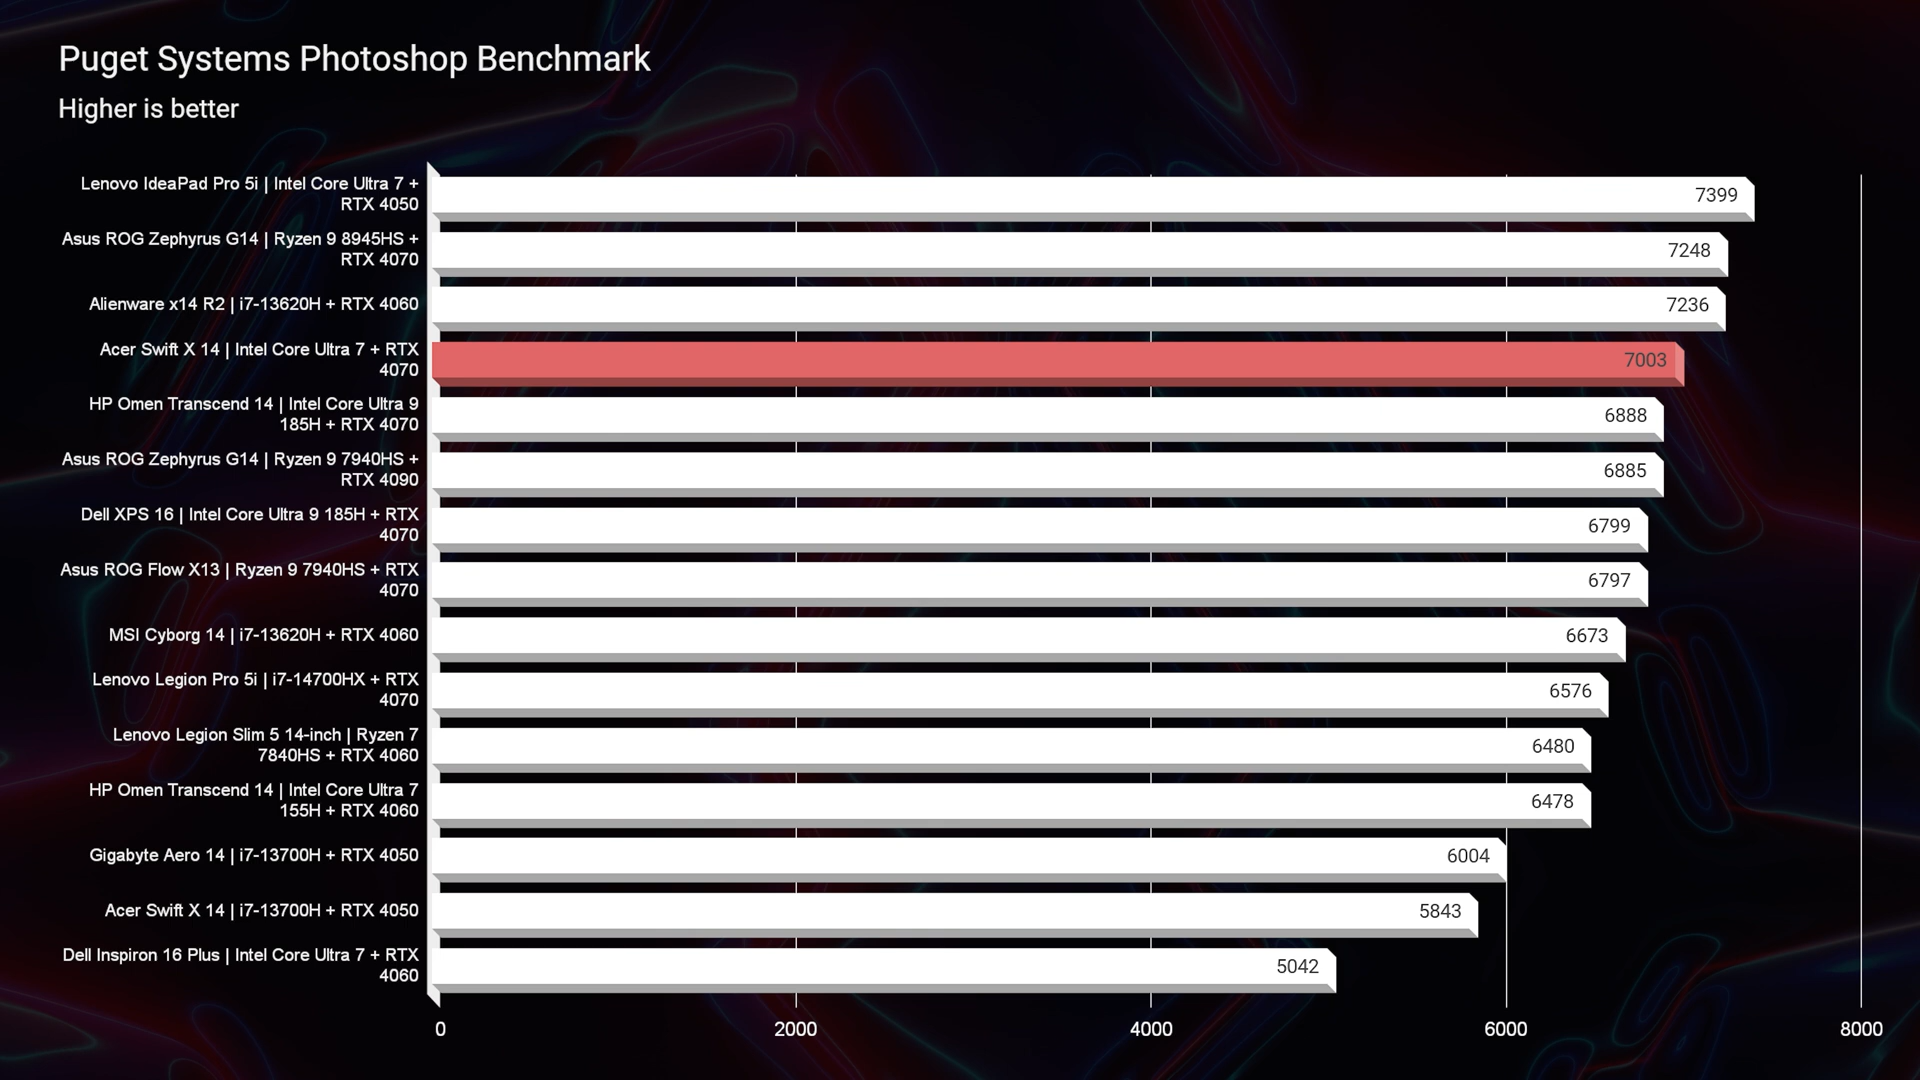 Puget Systems Photoshop Benchmark
Higher is better
Lenovo IdeaPad Pro 5i | Intel Core Ultra 7 +
RTX 4050
7399
Asus ROG Zephyrus G14 | Ryzen 9 8945HS +
RTX 4070
7248
Alienware x14 R2 | i7-13620H + RTX 4060
7236
Acer Swift X 14 | Intel Core Ultra 7 + RTX
4070
7003
HP Omen Transcend 14 | Intel Core Ultra 9
185H + RTX 4070
6888
Asus ROG Zephyrus G14 | Ryzen 9 7940HS +
RTX 4090
6885
Dell XPS 16 | Intel Core Ultra 9 185H + RTX
4070
6799
Asus ROG Flow X13 | Ryzen 9 7940HS + RTX
4070
6797
MSI Cyborg 14 | i7-13620H + RTX 4060
6673
Lenovo Legion Pro 5i | i7-14700HX + RTX
4070
6576
Lenovo Legion Slim 5 14-inch | Ryzen 7
7840HS + RTX 4060
6480
HP Omen Transcend 14 | Intel Core Ultra 7
155H + RTX 4060
6478
Gigabyte Aero 14 | i7-13700H + RTX 4050
6004
Acer Swift X 14 | i7-13700H + RTX 4050
5843
Dell Inspiron 16 Plus | Intel Core Ultra 7 + RTX
4060
5042
0 2000 4000 6000 8000